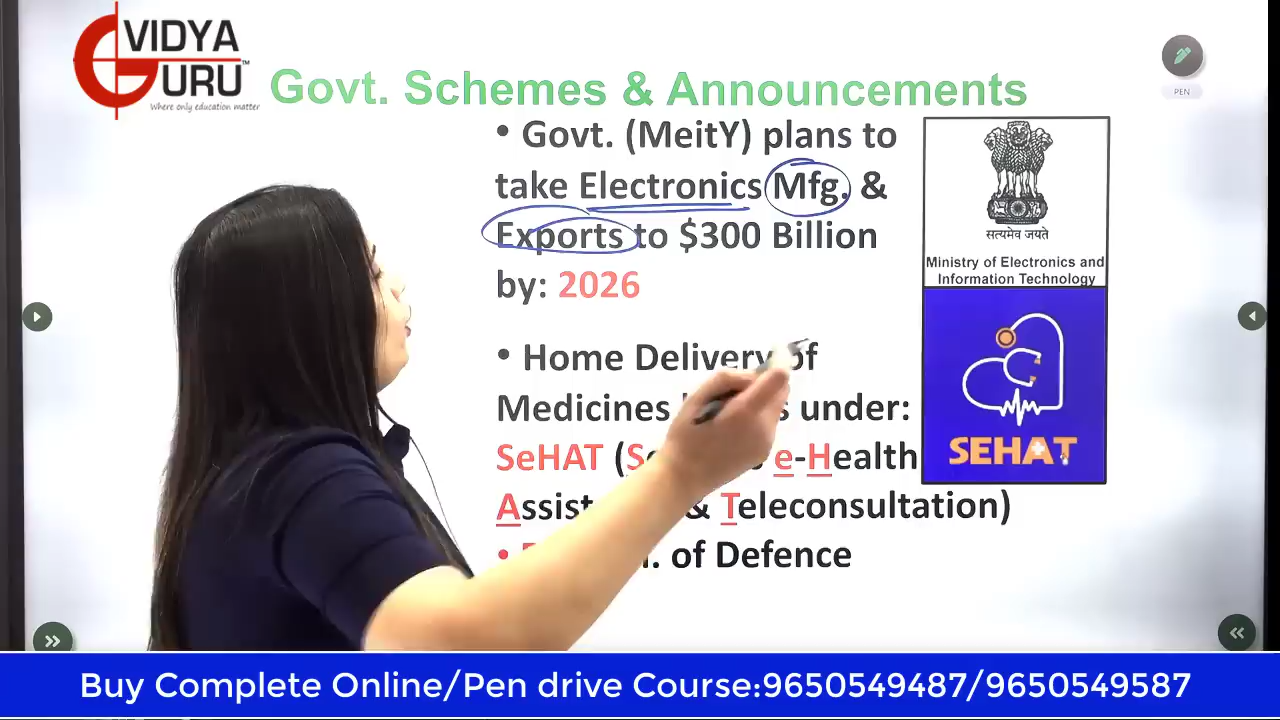 VIDYA
GURU
TM
Where only education matter
Govt. Schemes & Announcements
PEN
• Govt. (MeitY) plans to
take Electronics Mfg. &
Exports to $300 Billion
by: 2026
सत्यमेव जयते
Ministry of Electronics and
Information Technology
• Home Delivery of
Medicines under:
SeHAT ( e-Health
SEHAT
& Teleconsultation)
• of Defence
Buy Complete Online/Pen drive Course:9650549487/9650549587